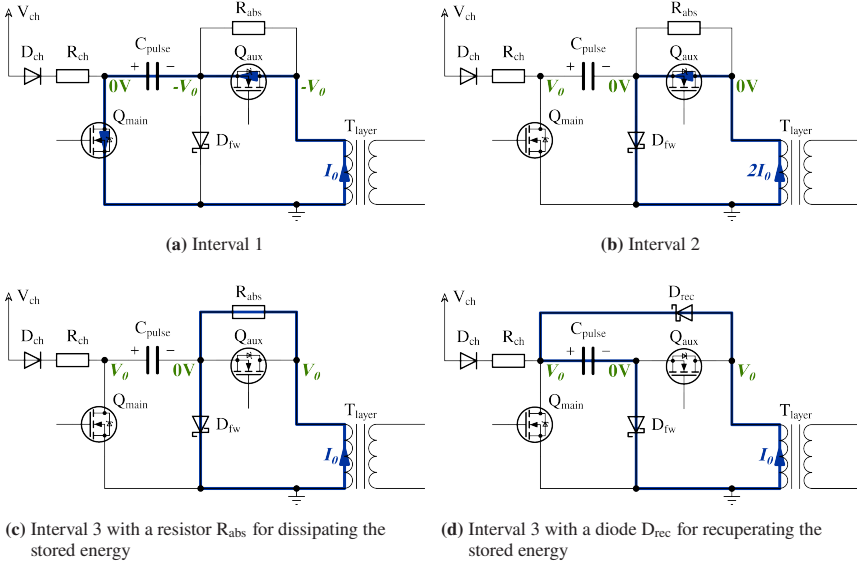 V_ch
R_abs
D_ch
R_ch
C_pulse
Q_aux
+ −
0V
-V_0
-V_0
Q_main
D_fw
T_layer
I_0
(a) Interval 1
V_ch
R_abs
D_ch
R_ch
C_pulse
Q_aux
+ −
V_0
0V
0V
Q_main
D_fw
T_layer
2I_0
(b) Interval 2
V_ch
R_abs
D_ch
R_ch
C_pulse
Q_aux
+ −
V_0
0V
V_0
Q_main
D_fw
T_layer
I_0
(c) Interval 3 with a resistor R_abs for dissipating the
stored energy
V_ch
D_rec
D_ch
R_ch
C_pulse
Q_aux
+ −
V_0
0V
V_0
Q_main
D_fw
T_layer
I_0
(d) Interval 3 with a diode D_rec for recuperating the
stored energy